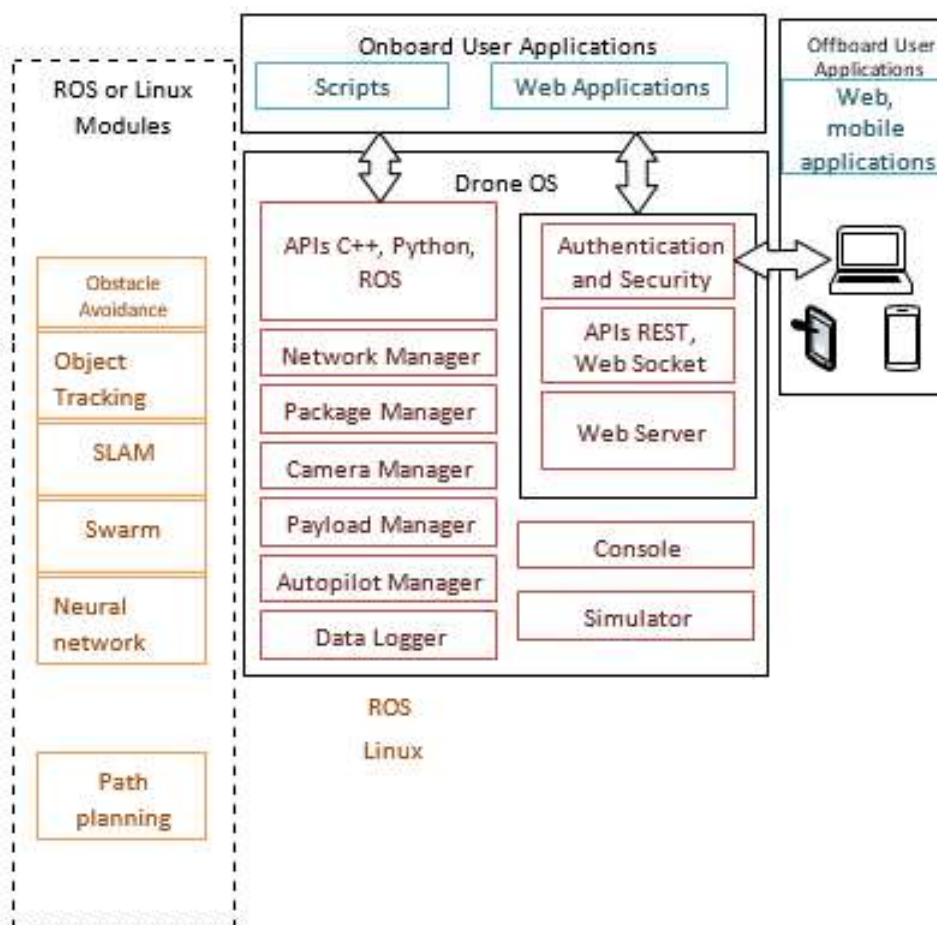 ROS or Linux
Modules
Obstacle
Avoidance
Object
Tracking
SLAM
Swarm
Neural
network
Path
planning
Onboard User Applications
Scripts
Web Applications
Drone OS
APIs C++, Python,
ROS
Network Manager
Package Manager
Camera Manager
Payload Manager
Autopilot Manager
Data Logger
Authentication
and Security
APIs REST,
Web Socket
Web Server
Console
Simulator
ROS
Linux
Offboard User
Applications
Web,
mobile
applications